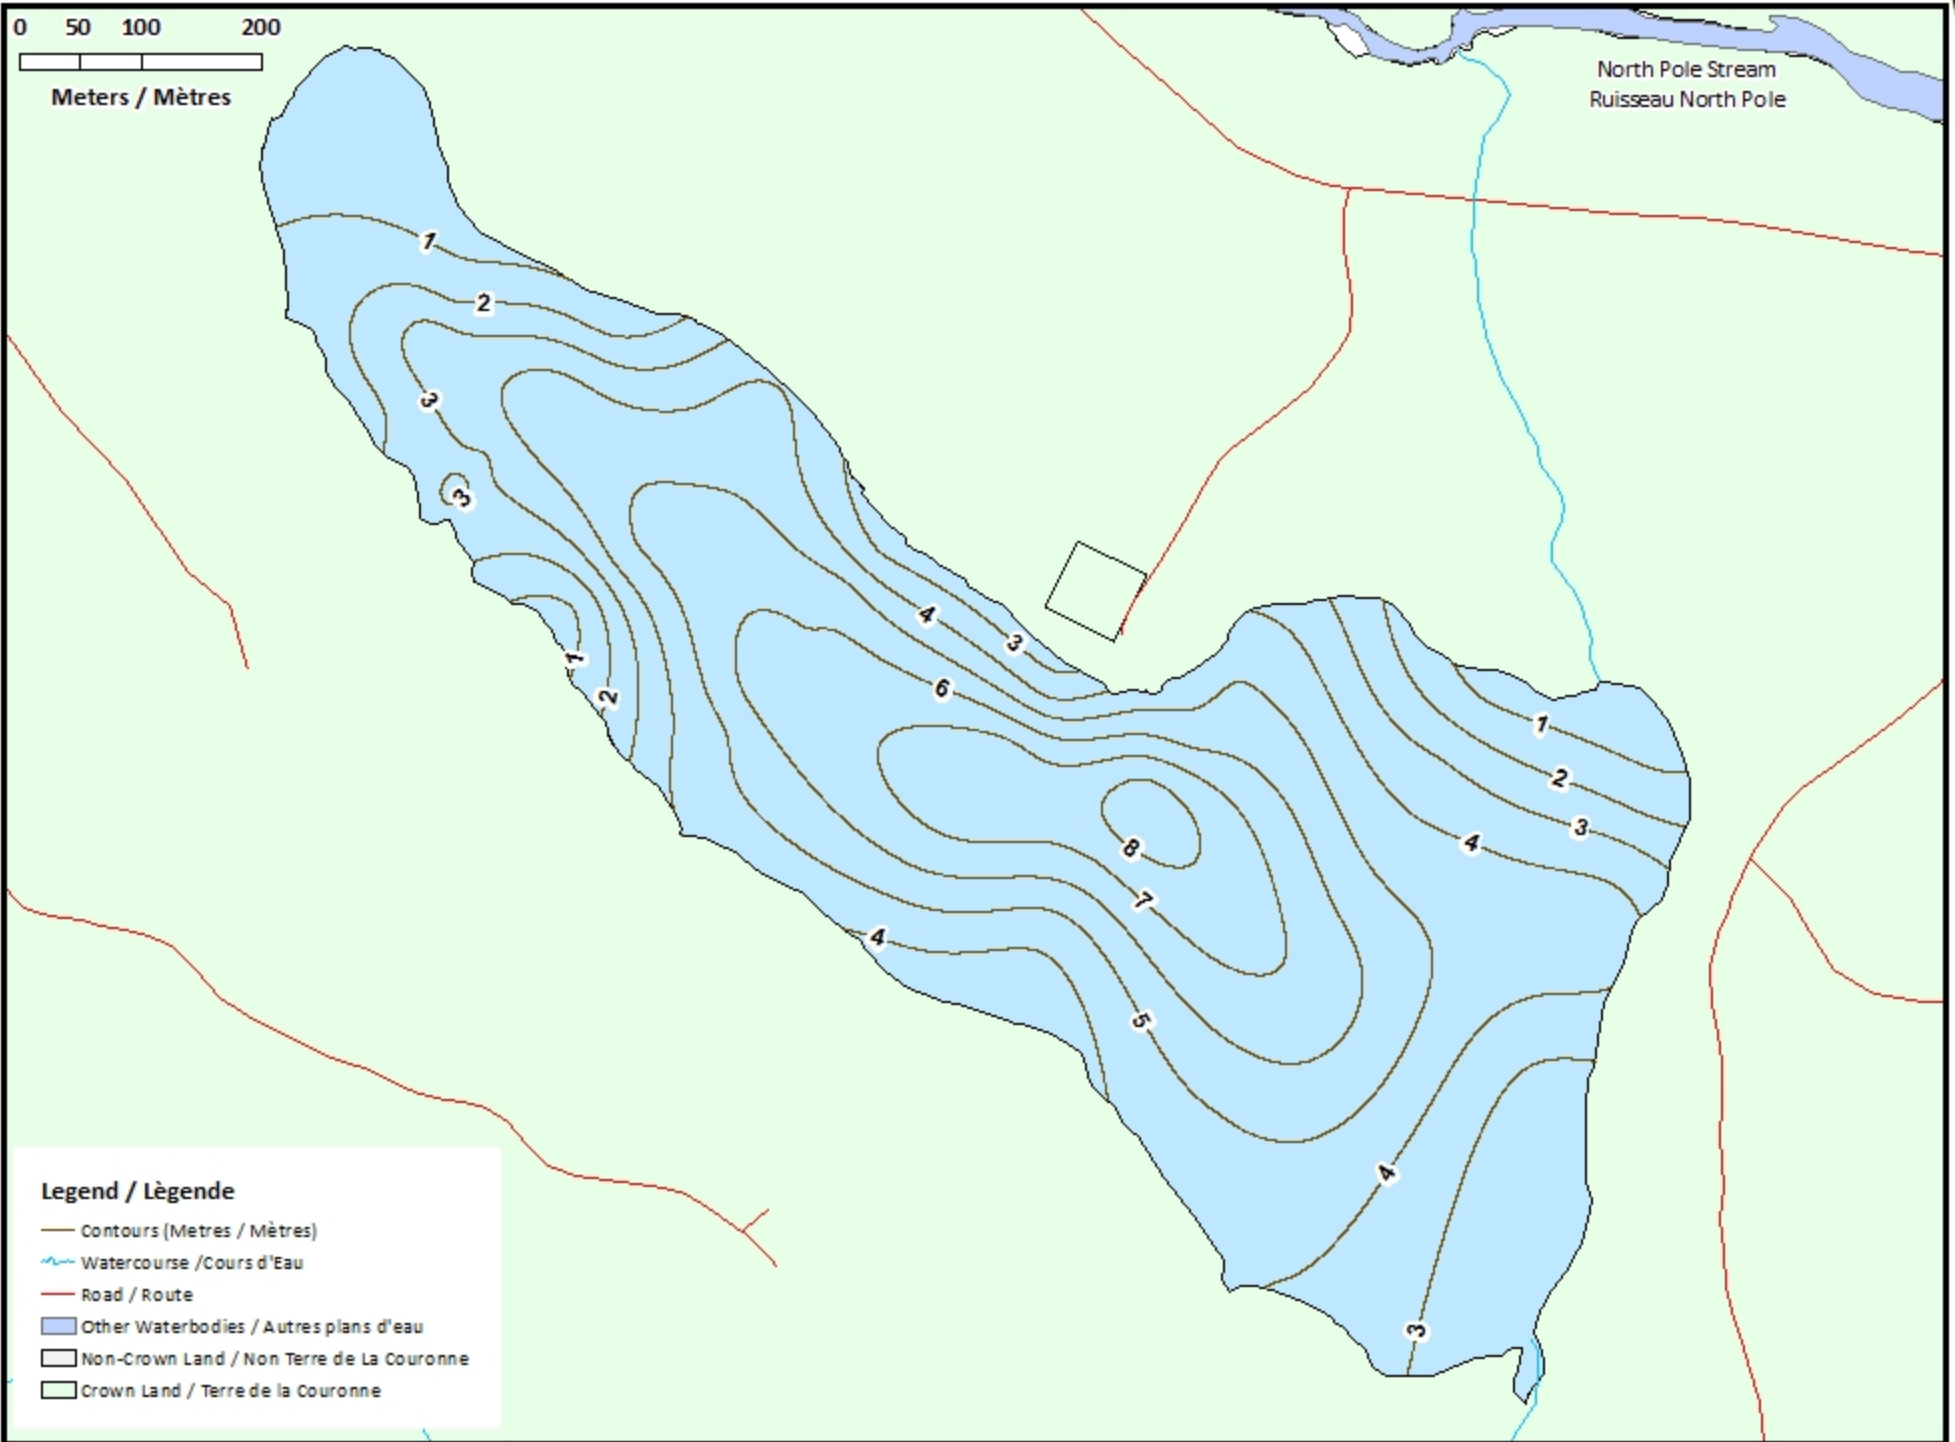 0 50 100 200
Meters / Mètres
North Pole Stream
Ruisseau North Pole
1
2
3
3
4
3
1
2
6
1
2
3
4
8
7
4
5
4
3
Legend / Lègende
Contours (Metres / Mètres)
Watercourse /Cours d'Eau
Road / Route
Other Waterbodies / Autres plans d'eau
Non-Crown Land / Non Terre de La Couronne
Crown Land / Terre de la Couronne